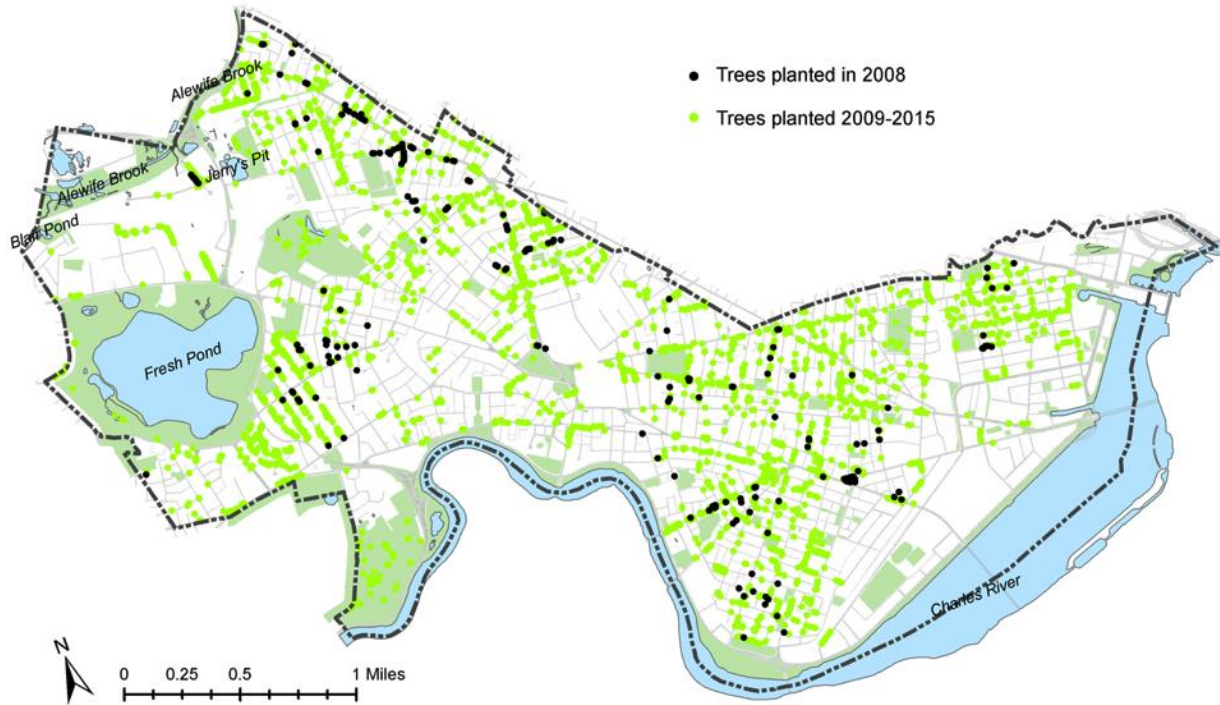 Trees planted in 2008
Trees planted 2009-2015
Alewife Brook
Jerry's Pit
Alewife Brook
Blair Pond
Fresh Pond
Charles River
N
0 0.25 0.5 1 Miles